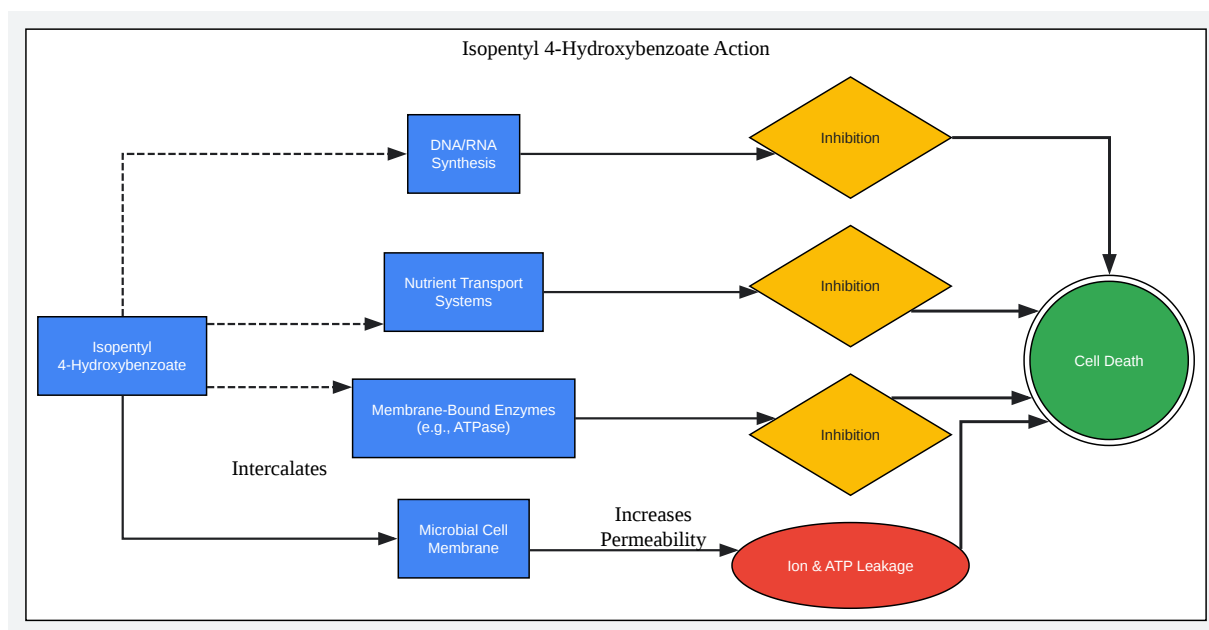 Isopentyl 4-Hydroxybenzoate Action
DNA/RNA
Synthesis
Inhibition
Nutrient Transport
Systems
Inhibition
Isopentyl
4-Hydroxybenzoate
Cell Death
Membrane-Bound Enzymes
(e.g., ATPase)
Inhibition
Intercalates
Microbial Cell
Membrane
Increases
Permeability
Ion & ATP Leakage